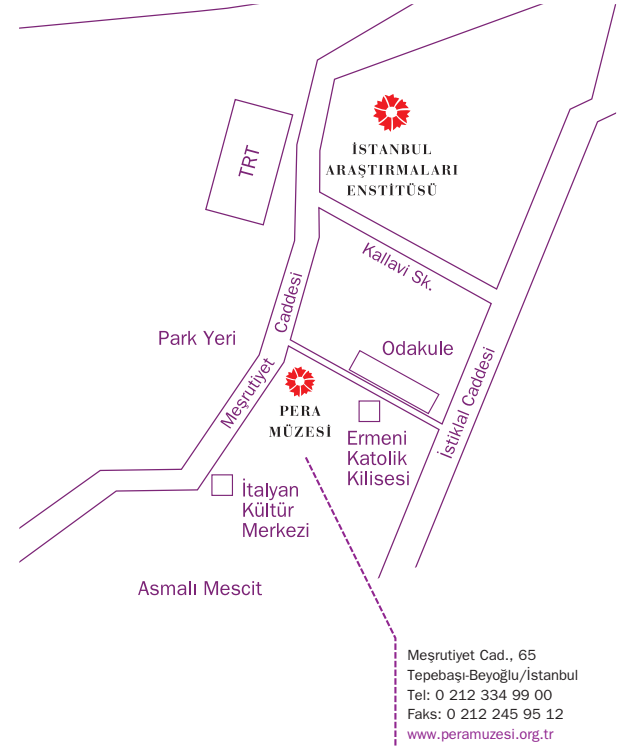 TRT
İSTANBUL
ARAŞTIRMALARI
ENSTİTÜSÜ
Kallavi Sk.
Caddesi
Park Yeri
Odakule
Meşrutiyet
İstiklal Caddesi
PERA
MÜZESİ
Ermeni
Katolik
Kilisesi
İtalyan
Kültür
Merkezi
Asmalı Mescit
Meşrutiyet Cad., 65
Tepebaşı-Beyoğlu/İstanbul
Tel: 0 212 334 99 00
Faks: 0 212 245 95 12
www.peramuzesi.org.tr